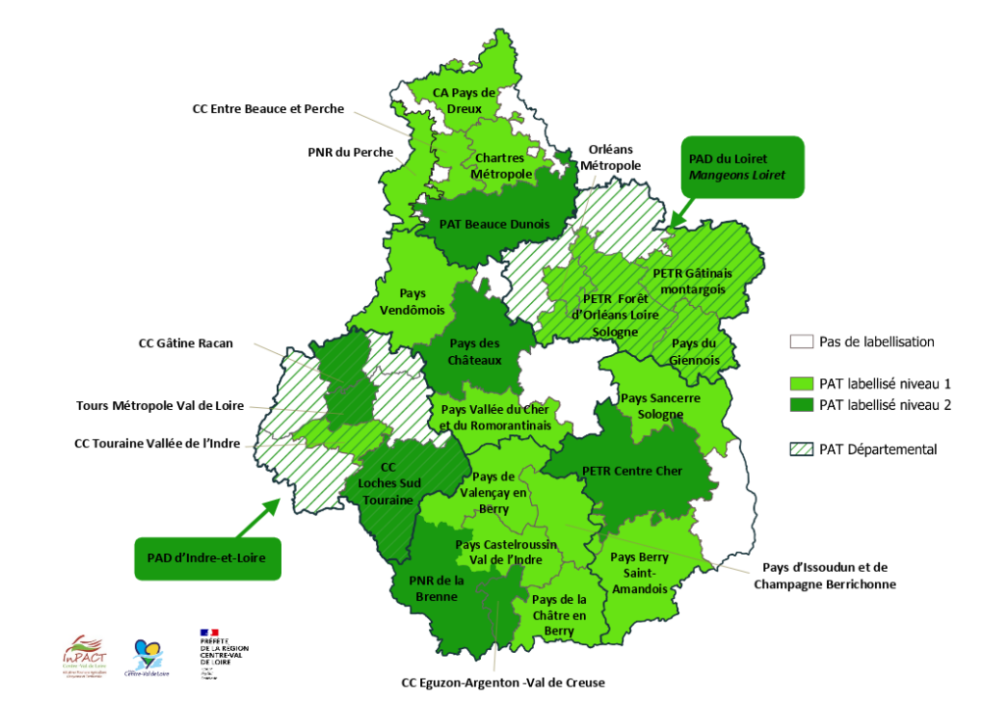 CA Pays de
Dreux
CC Entre Beauce et Perche
PNR du Perche
Chartres
Métropole
Orléans
Métropole
PAD du Loiret
Mangeons Loiret
PAT Beauce Dunois
PETR Gâtinais
montargois
Pays
Vendômois
PETR Forêt
d'Orléans Loire
Sologne
Pays du
Giennois
CC Gâtine Racan
Pays des
Châteaux
Pas de labellisation
PAT labellisé niveau 1
PAT labellisé niveau 2
PAT Départemental
Tours Métropole Val de Loire
Pays Vallée du Cher
et du Romorantinais
Pays Sancerre
Sologne
CC Touraine Vallée de l'Indre
CC
Loches Sud
Touraine
PETR Centre Cher
Pays de
Valençay en
Berry
PAD d'Indre-et-Loire
Pays Castelroussin
Val de l'Indre
Pays Berry
Saint-
Amandois
Pays d'Issoudun et de
Champagne Berrichonne
PNR de la
Brenne
Pays de la
Châtre en
Berry
CC Eguzon-Argenton -Val de Creuse
InPACT
Centre-Val de Loire
PRÉFÈTE
DE LA RÉGION
CENTRE-VAL
DE LOIRE